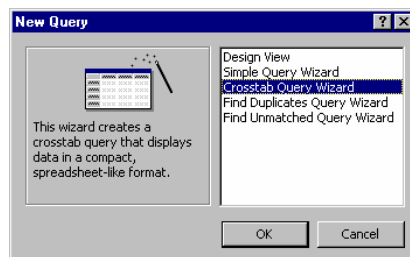 New Query
This wizard creates a
crosstab query that displays
data in a compact,
spreadsheet-like format.
Design View
Simple Query Wizard
Crosstab Query Wizard
Find Duplicates Query Wizard
Find Unmatched Query Wizard
OK
Cancel